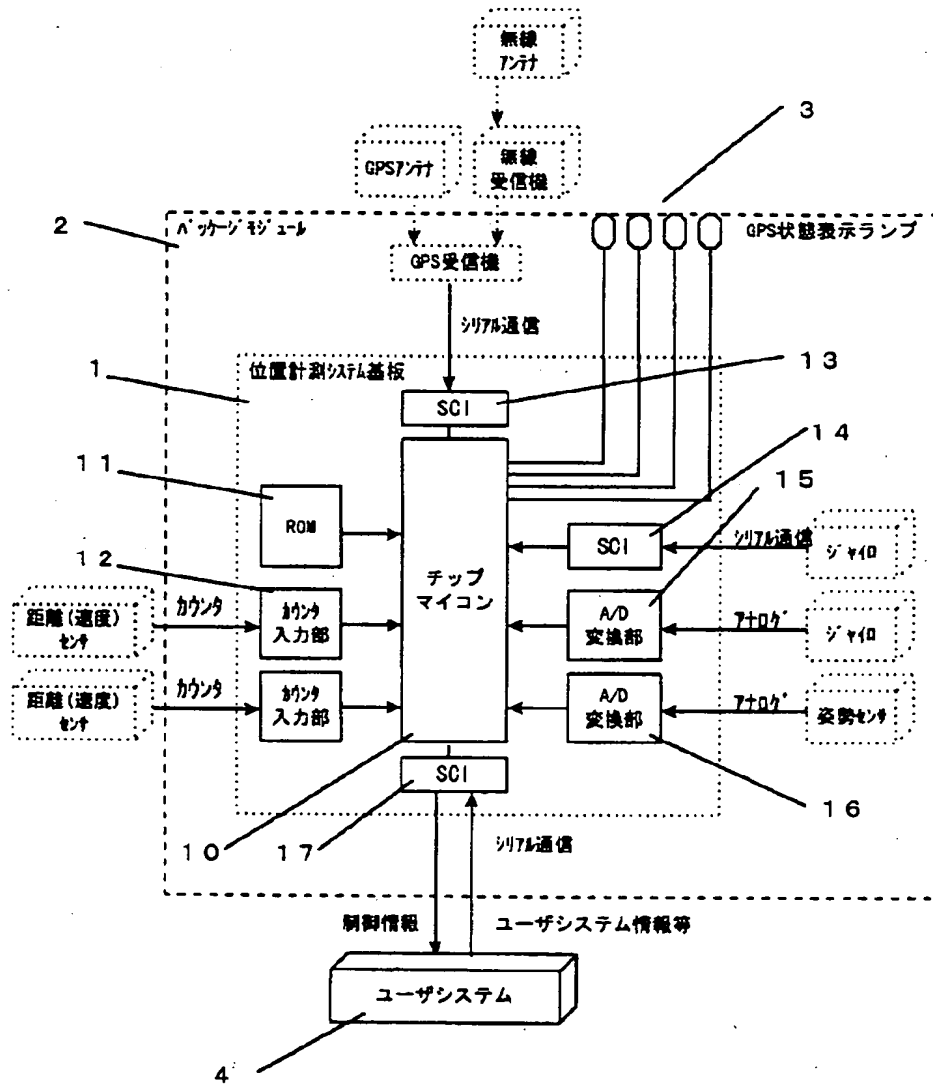 無線
アンテナ
3
GPSアンテナ
無線
受信機
2
パッケージモジュール
GPS状態表示ランプ
GPS受信機
シリアル通信
1
位置計測システム基板
13
SCI
14
11
15
ROM
チップ
マイコン
SCI
シリアル通信
ジャイロ
12
距離(速度)
センサ
カウンタ
カウンタ
入力部
A/D
変換部
アナログ
ジャイロ
距離(速度)
センサ
カウンタ
カウンタ
入力部
A/D
変換部
アナログ
姿勢センサ
SCI
10
17
シリアル通信
16
制御情報
ユーザシステム情報等
ユーザシステム
4